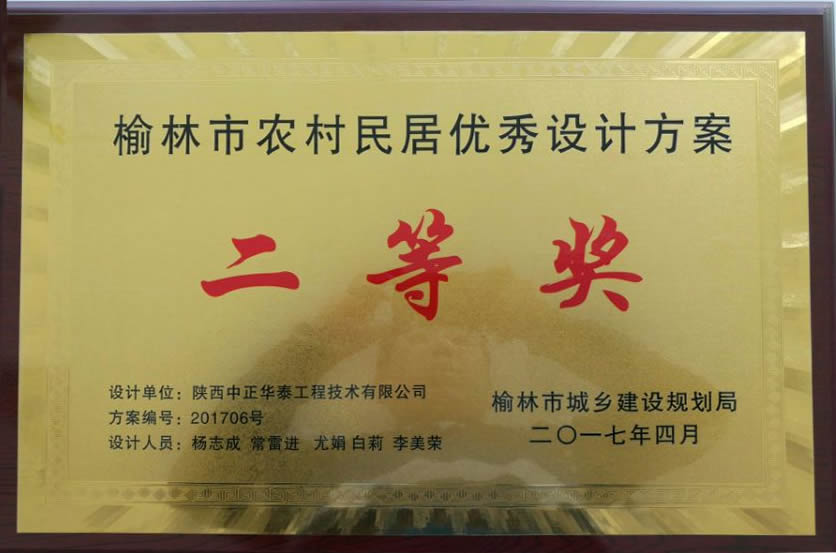 榆林市农村民居优秀设计方案
二等奖
设计单位：陕西中正华泰工程技术有限公司
方案编号：201706号
设计人员：杨志成 常雷进 尤娟 白莉 李美荣
榆林市城乡建设规划局
二〇一七年四月